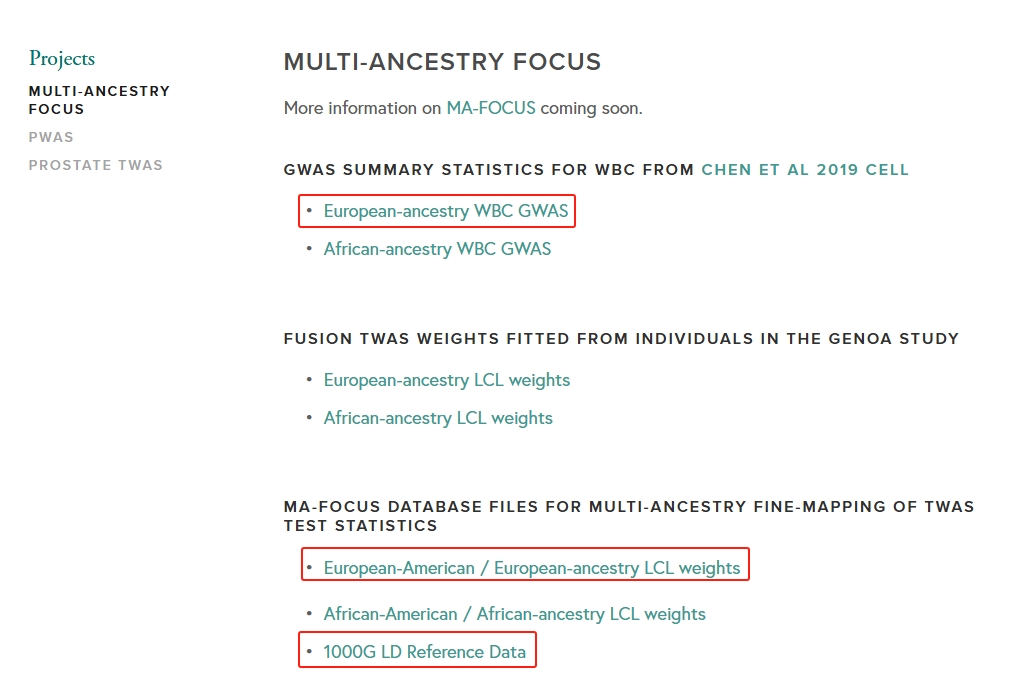 Projects
MULTI-ANCESTRY
FOCUS
PWAS
PROSTATE TWAS
MULTI-ANCESTRY FOCUS
More information on MA-FOCUS coming soon.
GWAS SUMMARY STATISTICS FOR WBC FROM CHEN ET AL 2019 CELL
• European-ancestry WBC GWAS
• African-ancestry WBC GWAS
FUSION TWAS WEIGHTS FITTED FROM INDIVIDUALS IN THE GENOA STUDY
• European-ancestry LCL weights
• African-ancestry LCL weights
MA-FOCUS DATABASE FILES FOR MULTI-ANCESTRY FINE-MAPPING OF TWAS
TEST STATISTICS
• European-American / European-ancestry LCL weights
• African-American / African-ancestry LCL weights
• 1000G LD Reference Data